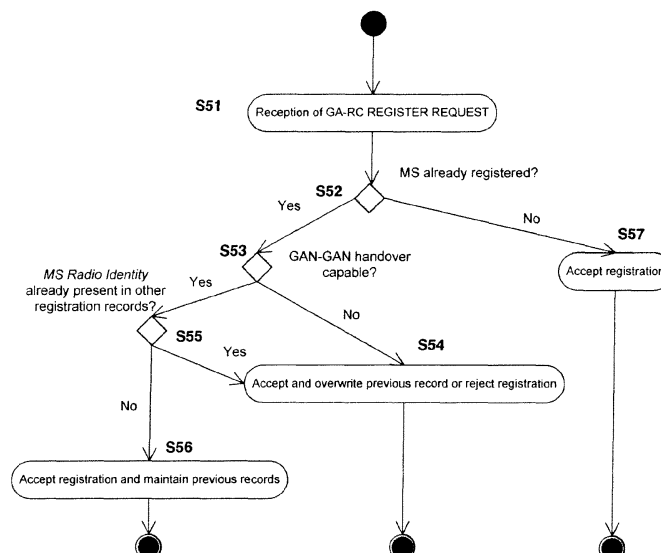 S51
Reception of GA-RC REGISTER REQUEST
MS already registered?
S52
Yes
No
S53
S57
GAN-GAN handover
capable?
MS Radio Identity
already present in other
registration records?
Yes
Accept registration
No
S55
S54
Yes
Accept and overwrite previous record or reject registration
No
S56
Accept registration and maintain previous records